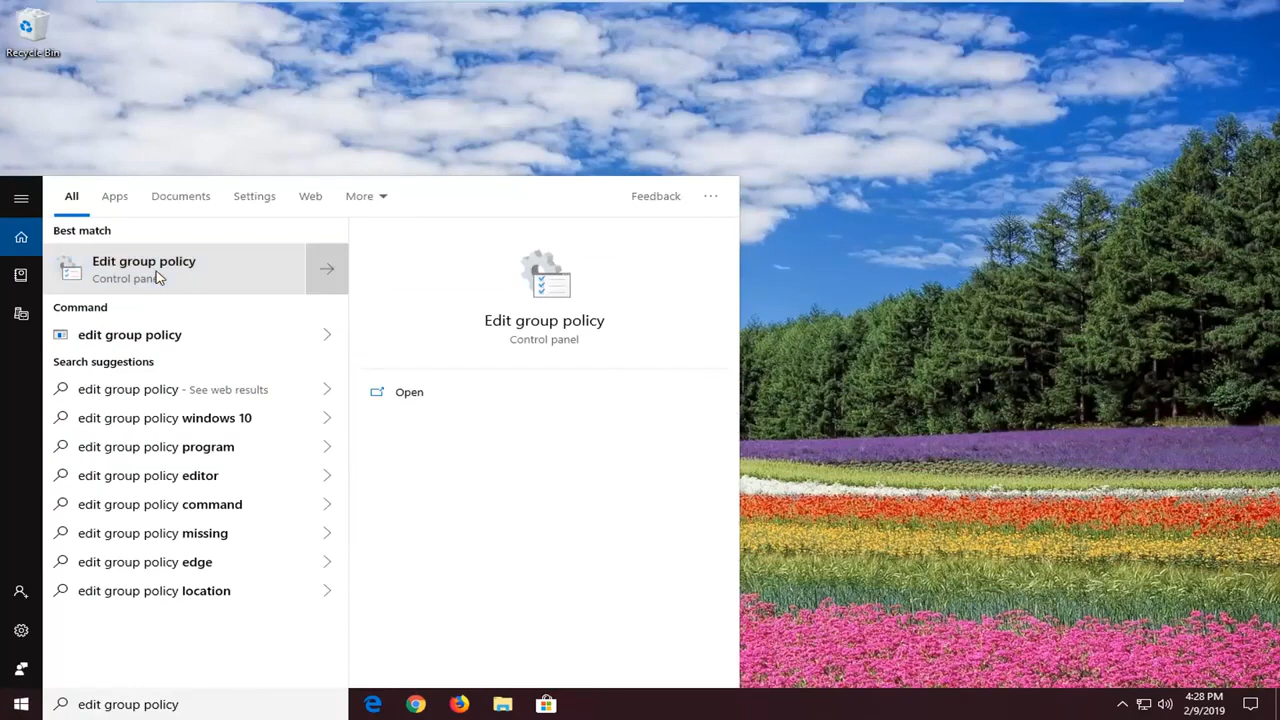 Recycle Bin
All Apps Documents Settings Web More Feedback ...
Best match
Edit group policy
Control panel
Command
edit group policy
Search suggestions
edit group policy - See web results
edit group policy windows 10
edit group policy program
edit group policy editor
edit group policy command
edit group policy missing
edit group policy edge
edit group policy location
Edit group policy
Control panel
Open
edit group policy
4:28 PM
2/9/2019